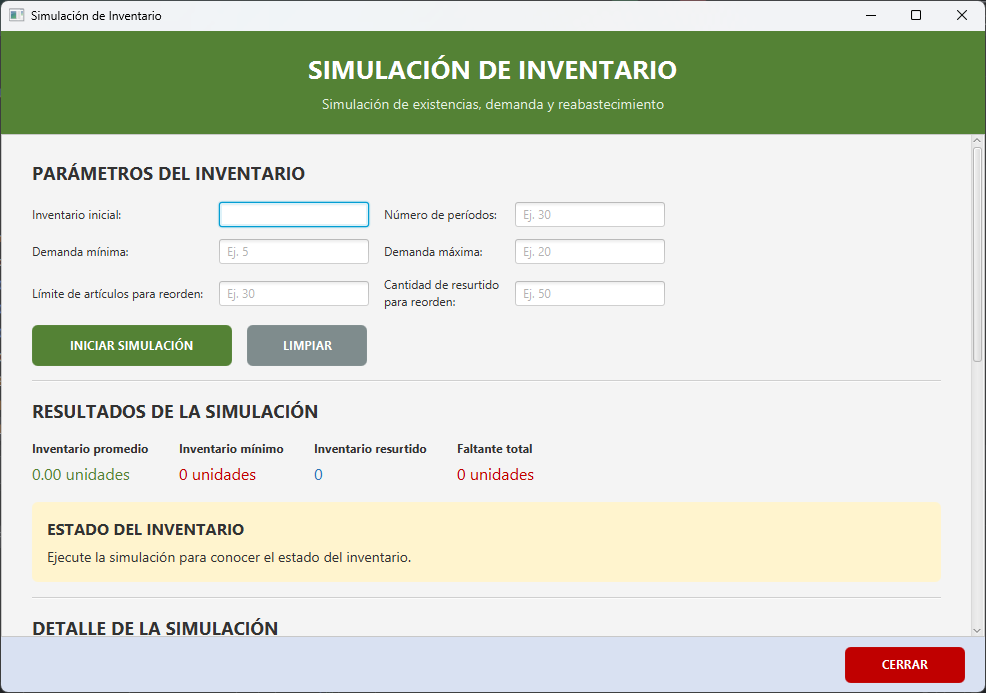 Simulación de Inventario
SIMULACIÓN DE INVENTARIO
Simulación de existencias, demanda y reabastecimiento
PARÁMETROS DEL INVENTARIO
Inventario inicial:
Número de períodos: Ej. 30
Demanda mínima: Ej. 5
Demanda máxima: Ej. 20
Límite de artículos para reorden: Ej. 30
Cantidad de resurtido
para reorden: Ej. 50
INICIAR SIMULACIÓN
LIMPIAR
RESULTADOS DE LA SIMULACIÓN
Inventario promedio
0.00 unidades
Inventario mínimo
0 unidades
Inventario resurtido
0
Faltante total
0 unidades
ESTADO DEL INVENTARIO
Ejecute la simulación para conocer el estado del inventario.
DETALLE DE LA SIMULACIÓN
CERRAR